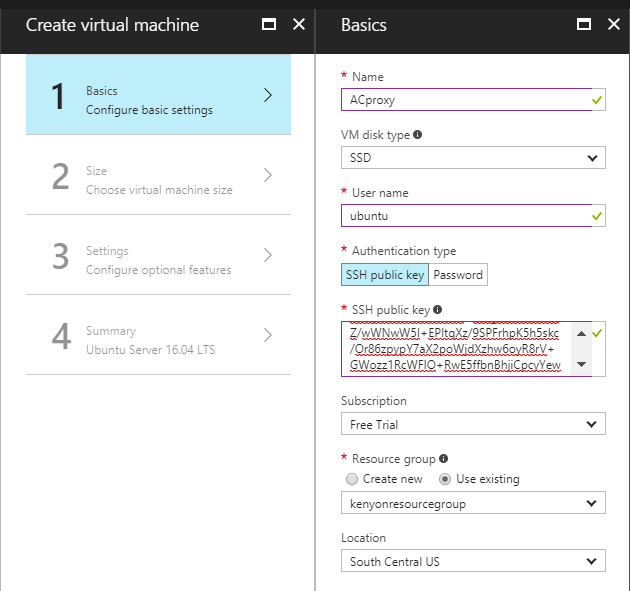 Create virtual machine
1
Basics
Configure basic settings
2
Size
Choose virtual machine size
3
Settings
Configure optional features
4
Summary
Ubuntu Server 16.04 LTS
Basics
* Name
ACproxy
VM disk type
SSD
* User name
ubuntu
* Authentication type
SSH public key Password
* SSH public key
Z/wWNwW5I+EPItqXz/9SPFrhpK5h5skc
/Or86zpypY7aX2poWjdXzhw6oyR8rV+
GWozz1RcWFIO+RwE5ffbnBhjiCpcyYew
Subscription
Free Trial
* Resource group
Create new Use existing
kenyonresourcegroup
Location
South Central US